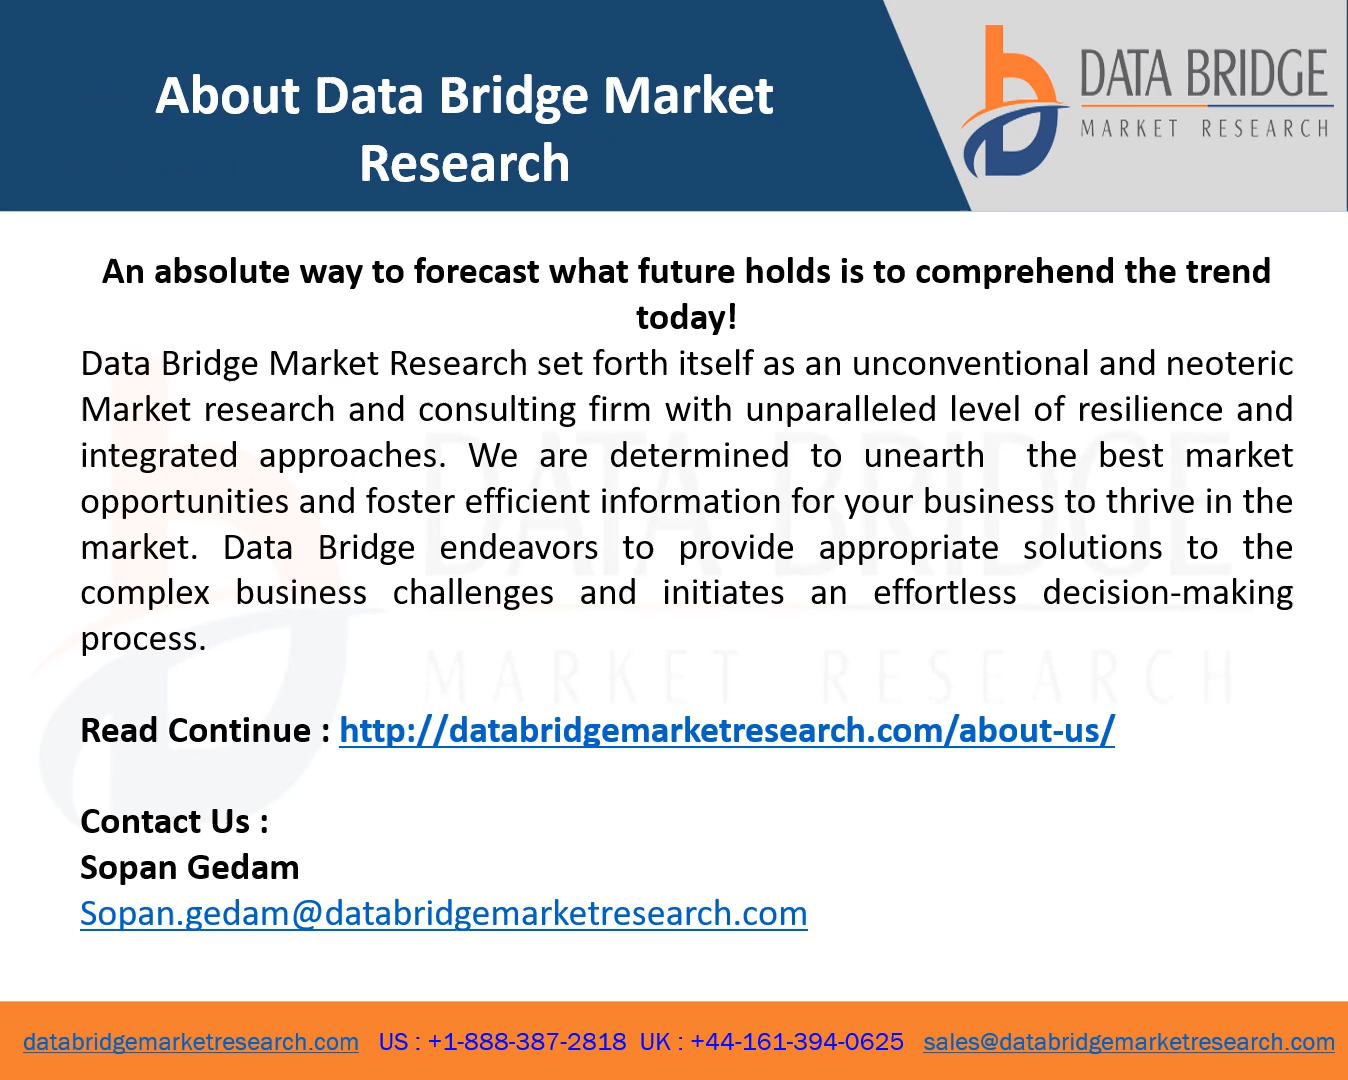 About Data Bridge Market
Research
DATA BRIDGE
MARKET RESEARCH
An absolute way to forecast what future holds is to comprehend the trend
today!
Data Bridge Market Research set forth itself as an unconventional and neoteric
Market research and consulting firm with unparalleled level of resilience and
integrated approaches. We are determined to unearth the best market
opportunities and foster efficient information for your business to thrive in the
market. Data Bridge endeavors to provide appropriate solutions to the
complex business challenges and initiates an effortless decision-making
process.
DATA BRIDGE
MARKET RESEARCH
Read Continue : http://databridgemarketresearch.com/about-us/
Contact Us :
Sopan Gedam
Sopan.gedam@databridgemarketresearch.com
databridgemarketresearch.com US : +1-888-387-2818 UK : +44-161-394-0625 sales@databridgemarketresearch.com